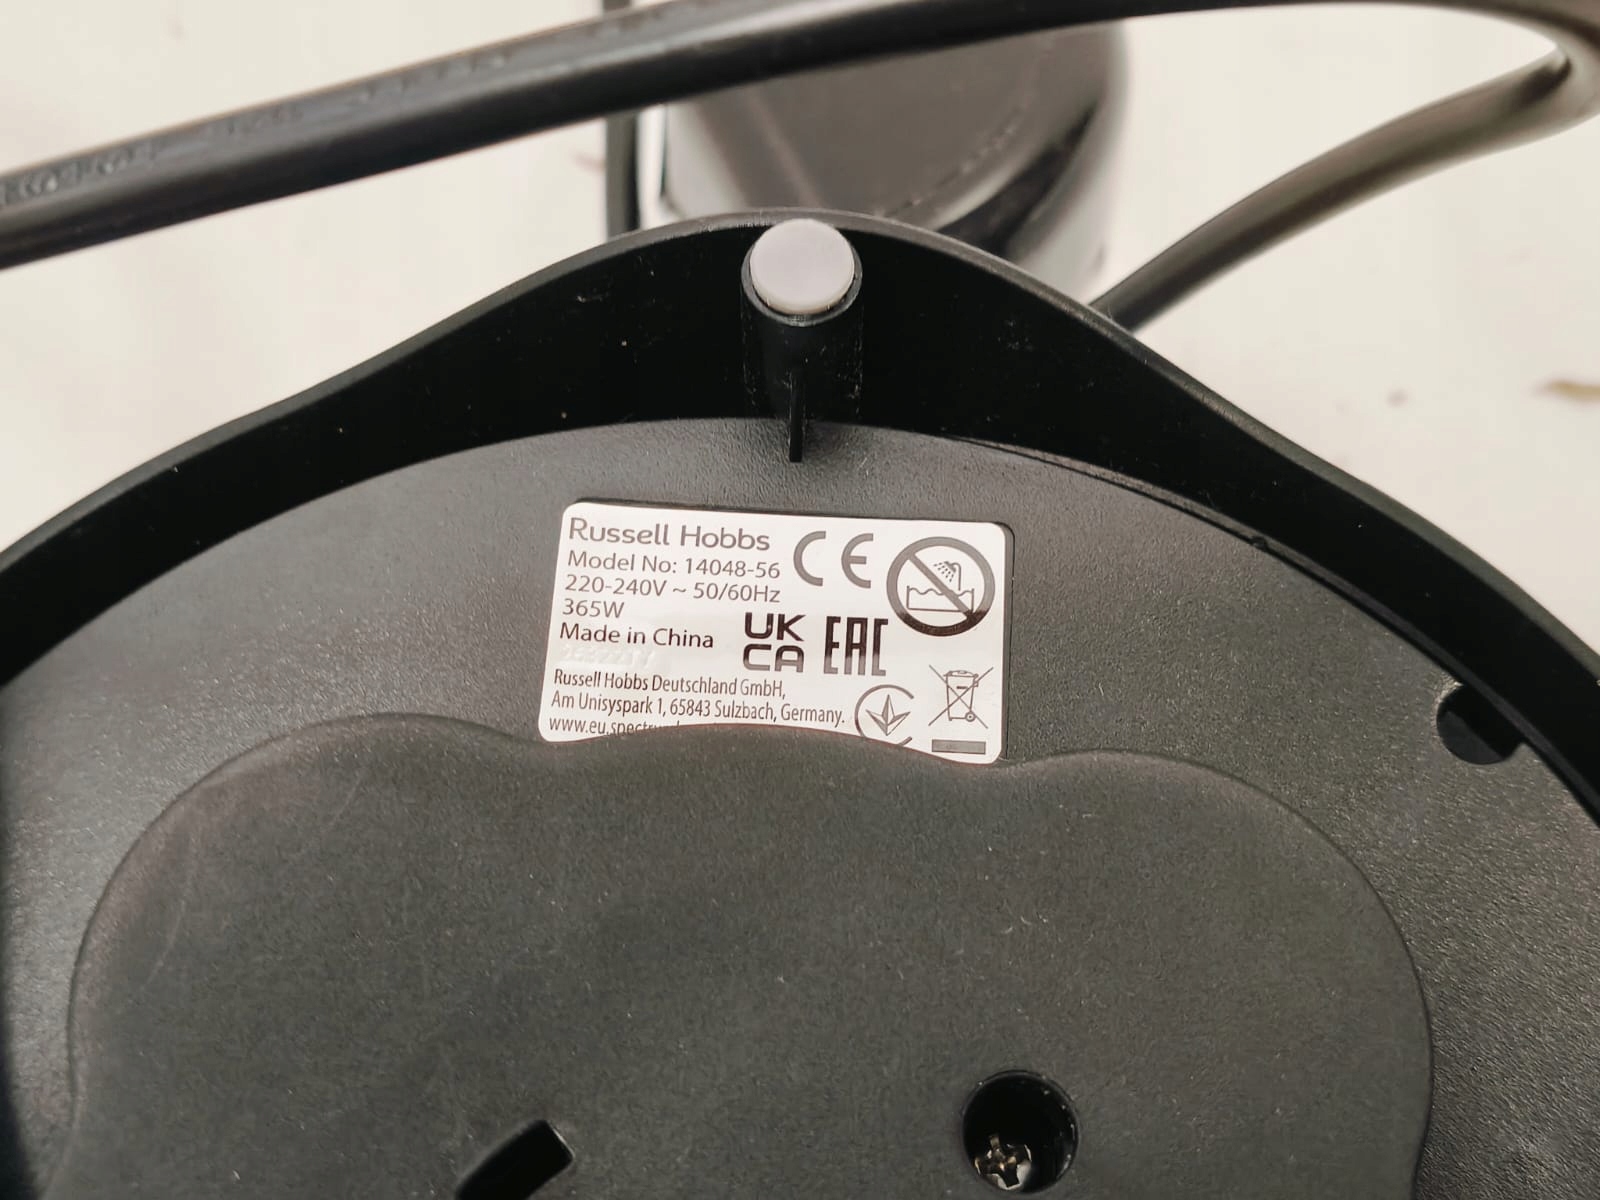 Russell Hobbs
Model No: 14048-56
220-240V ~ 50/60Hz
365W
Made in China
CE
UK
CA
EAC
Russell Hobbs Deutschland GmbH,
Am Unisyspark 1, 65843 Sulzbach, Germany.